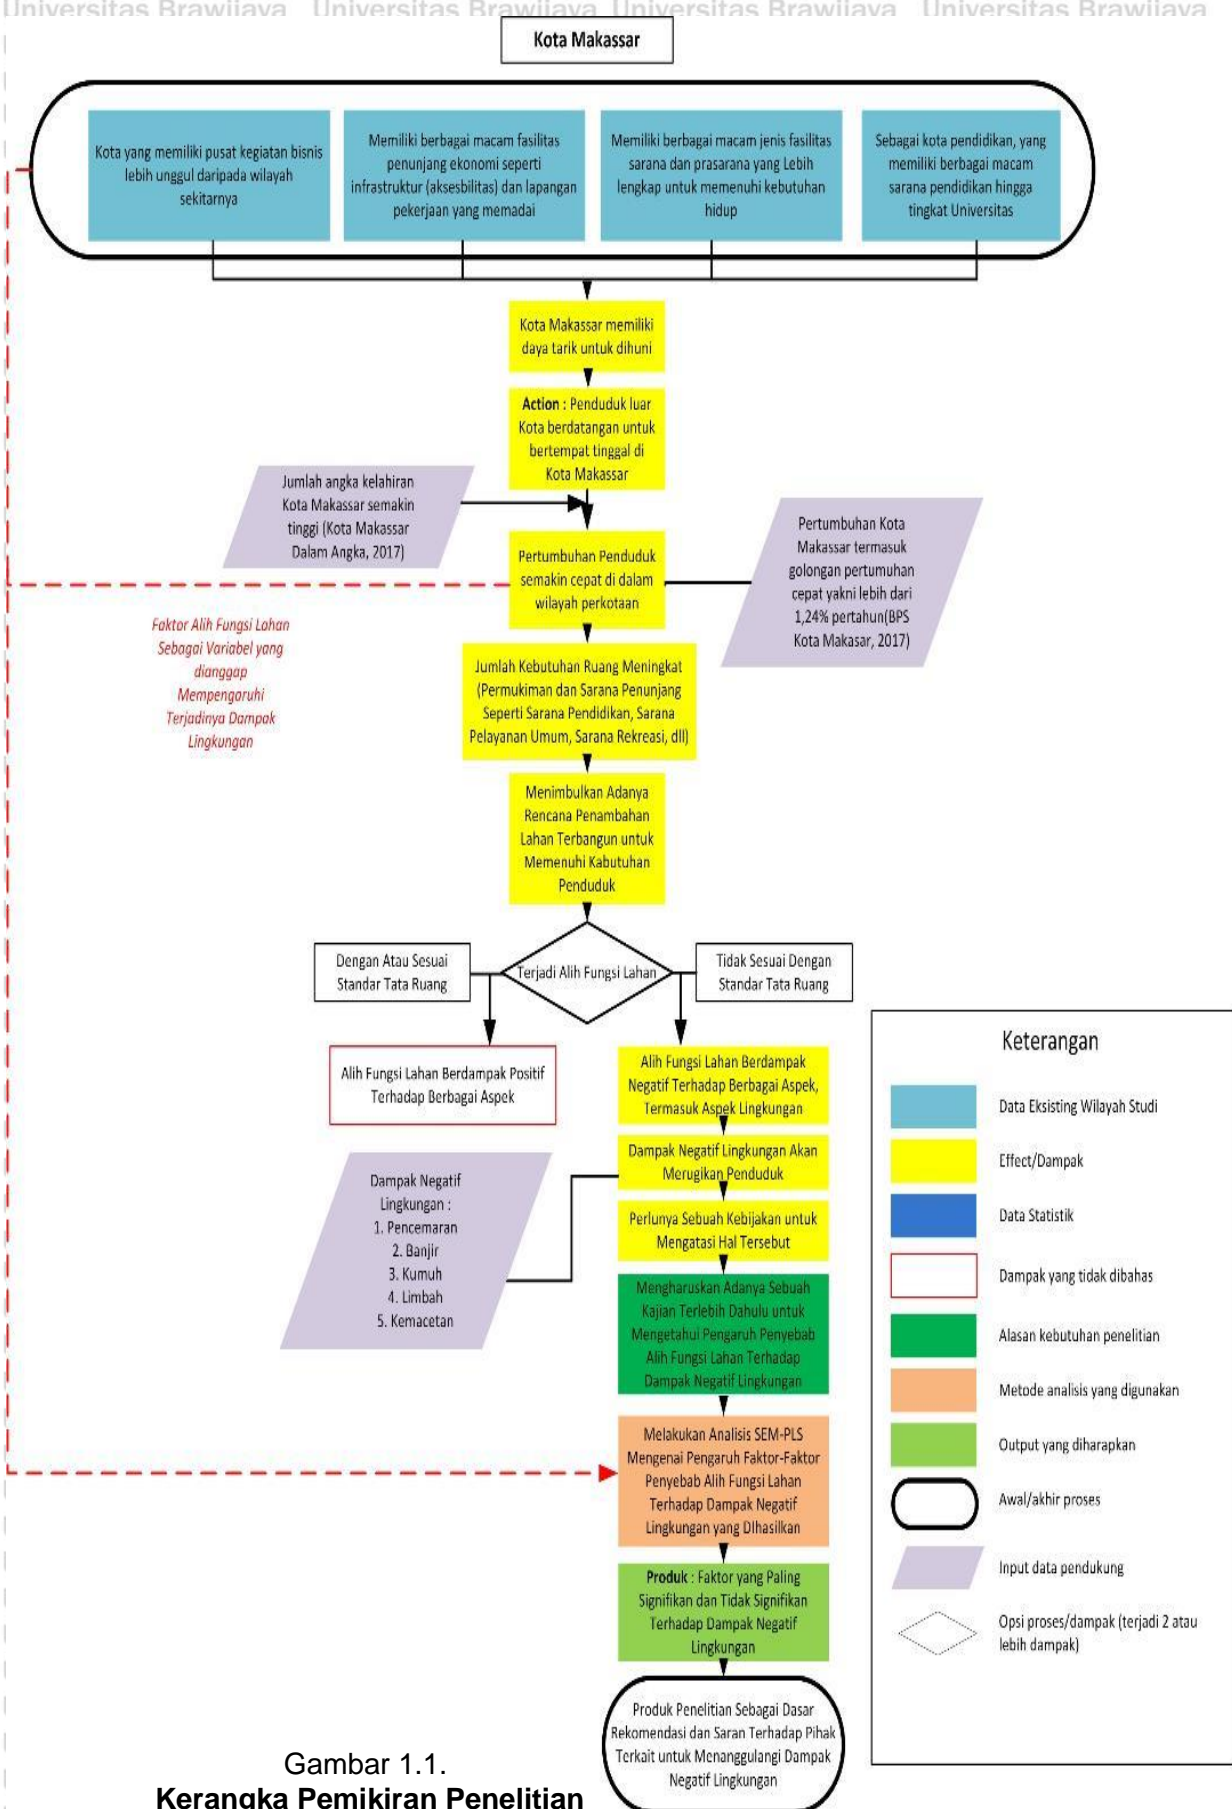 Universitas Brawijaya Universitas Brawijaya Universitas Brawijaya Universitas Brawijaya
Kota Makassar
Kota yang memiliki pusat kegiatan bisnis
lebih unggul daripada wilayah
sekitarnya
Memiliki berbagai macam fasilitas
penunjang ekonomi seperti
infrastruktur (aksesbilitas) dan lapangan
pekerjaan yang memadai
Memiliki berbagai macam jenis fasilitas
sarana dan prasarana yang Lebih
lengkap untuk memenuhi kebutuhan
hidup
Sebagai kota pendidikan, yang
memiliki berbagai macam
sarana pendidikan hingga
tingkat Universitas
Kota Makassar memiliki
daya tarik untuk dihuni
Action : Penduduk luar
Kota berdatangan untuk
bertempat tinggal di
Kota Makassar
Jumlah angka kelahiran
Kota Makassar semakin
tinggi (Kota Makassar
Dalam Angka, 2017)
Pertumbuhan Penduduk
semakin cepat di dalam
wilayah perkotaan
Pertumbuhan Kota
Makassar termasuk
golongan pertumuhan
cepat yakni lebih dari
1,24% pertahun(BPS
Kota Makasar, 2017)
Faktor Alih Fungsi Lahan
Sebagai Variabel yang
dianggap
Mempengaruhi
Terjadinya Dampak
Lingkungan
Jumlah Kebutuhan Ruang Meningkat
(Permukiman dan Sarana Penunjang
Seperti Sarana Pendidikan, Sarana
Pelayanan Umum, Sarana Rekreasi, dll)
Menimbulkan Adanya
Rencana Penambahan
Lahan Terbangun untuk
Memenuhi Kabutuhan
Penduduk
Dengan Atau Sesuai
Standar Tata Ruang
Terjadi Alih Fungsi Lahan
Tidak Sesuai Dengan
Standar Tata Ruang
Alih Fungsi Lahan Berdampak Positif
Terhadap Berbagai Aspek
Alih Fungsi Lahan Berdampak
Negatif Terhadap Berbagai Aspek,
Termasuk Aspek Lingkungan
Dampak Negatif Lingkungan Akan
Merugikan Penduduk
Dampak Negatif
Lingkungan :
1. Pencemaran
2. Banjir
3. Kumuh
4. Limbah
5. Kemacetan
Perlunya Sebuah Kebijakan untuk
Mengatasi Hal Tersebut
Mengharuskan Adanya Sebuah
Kajian Terlebih Dahulu untuk
Mengetahui Pengaruh Penyebab
Alih Fungsi Lahan Terhadap
Dampak Negatif Lingkungan
Melakukan Analisis SEM-PLS
Mengenai Pengaruh Faktor-Faktor
Penyebab Alih Fungsi Lahan
Terhadap Dampak Negatif
Lingkungan yang DIhasilkan
Produk : Faktor yang Paling
Signifikan dan Tidak Signifikan
Terhadap Dampak Negatif
Lingkungan
Produk Penelitian Sebagai Dasar
Rekomendasi dan Saran Terhadap Pihak
Terkait untuk Menanggulangi Dampak
Negatif Lingkungan
Keterangan
Data Eksisting Wilayah Studi
Effect/Dampak
Data Statistik
Dampak yang tidak dibahas
Alasan kebutuhan penelitian
Metode analisis yang digunakan
Output yang diharapkan
Awal/akhir proses
Input data pendukung
Opsi proses/dampak (terjadi 2 atau
lebih dampak)
Gambar 1.1.
Kerangka Pemikiran Penelitian